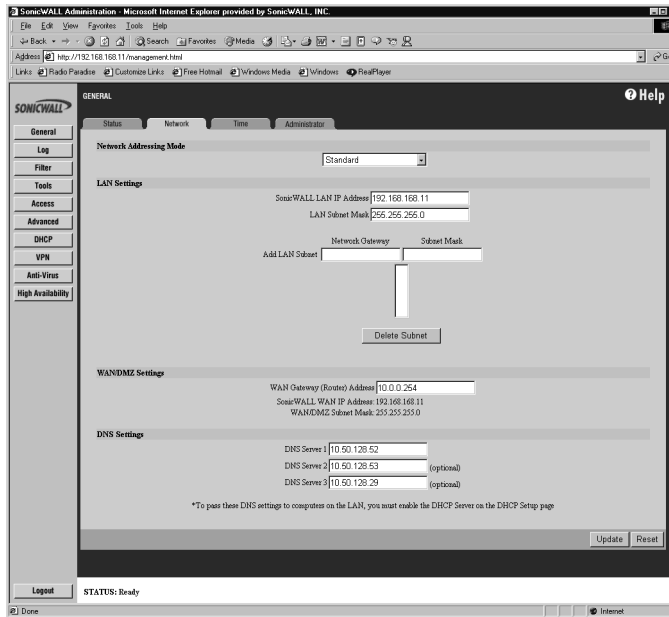 SonicWALL Administration - Microsoft Internet Explorer provided by SonicWALL, INC.
File Edit View Favorites Tools Help
Back Search Favorites Media
Address http://192.168.168.11/management.html
Links Radio Paradise Customize Links Free Hotmail Windows Media Windows RealPlayer
SONICWALL
GENERAL
Help
Status Network Time Administrator
General
Log
Filter
Tools
Access
Advanced
DHCP
VPN
Anti-Virus
High Availability
Logout
Network Addressing Mode
Standard
LAN Settings
SonicWALL LAN IP Address 192.168.168.11
LAN Subnet Mask 255.255.255.0
Network Gateway Subnet Mask
Add LAN Subnet
Delete Subnet
WAN/DMZ Settings
WAN Gateway (Router) Address 10.0.0.254
SonicWALL WAN IP Address: 192.168.168.11
WAN/DMZ Subnet Mask: 255.255.255.0
DNS Settings
DNS Server 1 10.50.128.52
DNS Server 2 10.50.128.53 (optional)
DNS Server 3 10.50.128.29 (optional)
*To pass these DNS settings to computers on the LAN, you must enable the DHCP Server on the DHCP Setup page
Update Reset
STATUS: Ready
Done Internet